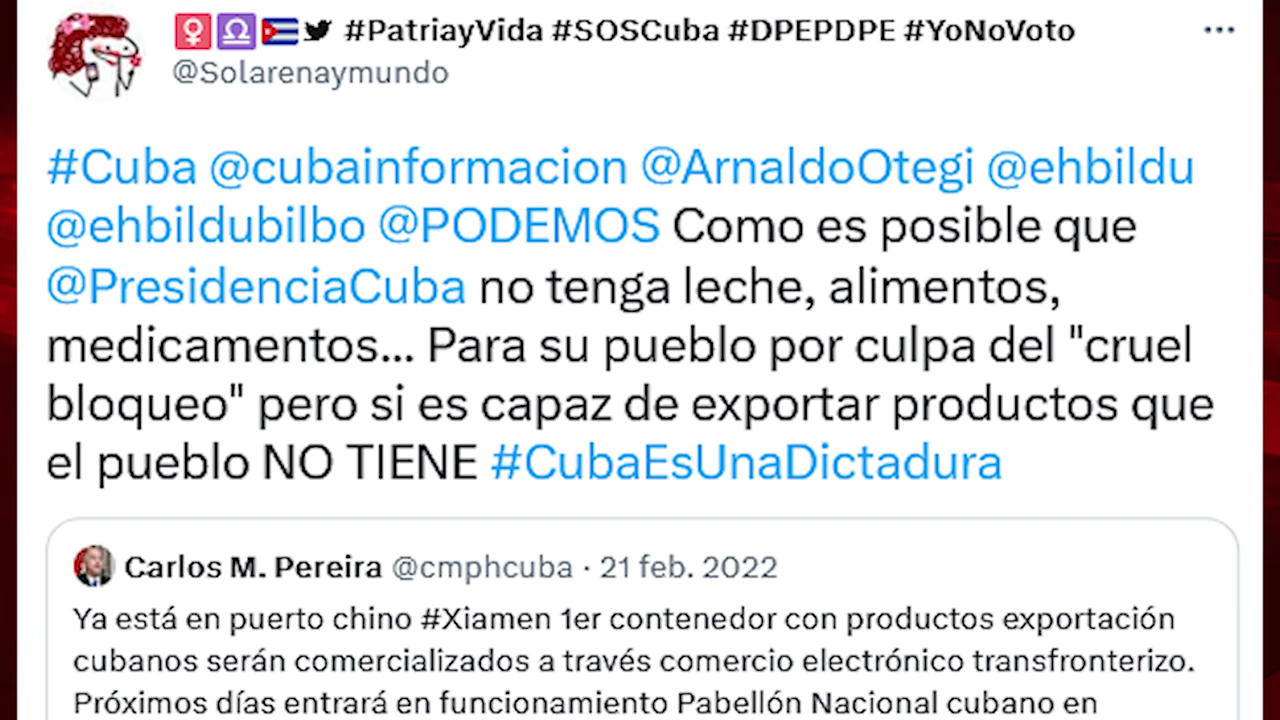 #PatriayVida #SOSCuba #DPEPDPE #YoNoVoto
@Solarenaymundo
#Cuba @cubainformacion @ArnaldoOtegi @ehbildu
@ehbildubilbo @PODEMOS Como es posible que
@PresidenciaCuba no tenga leche, alimentos,
medicamentos... Para su pueblo por culpa del "cruel
bloqueo" pero si es capaz de exportar productos que
el pueblo NO TIENE #CubaEsUnaDictadura
Carlos M. Pereira @cmphcuba · 21 feb. 2022
Ya está en puerto chino #Xiamen 1er contenedor con productos exportación
cubanos serán comercializados a través comercio electrónico transfronterizo.
Próximos días entrará en funcionamiento Pabellón Nacional cubano en